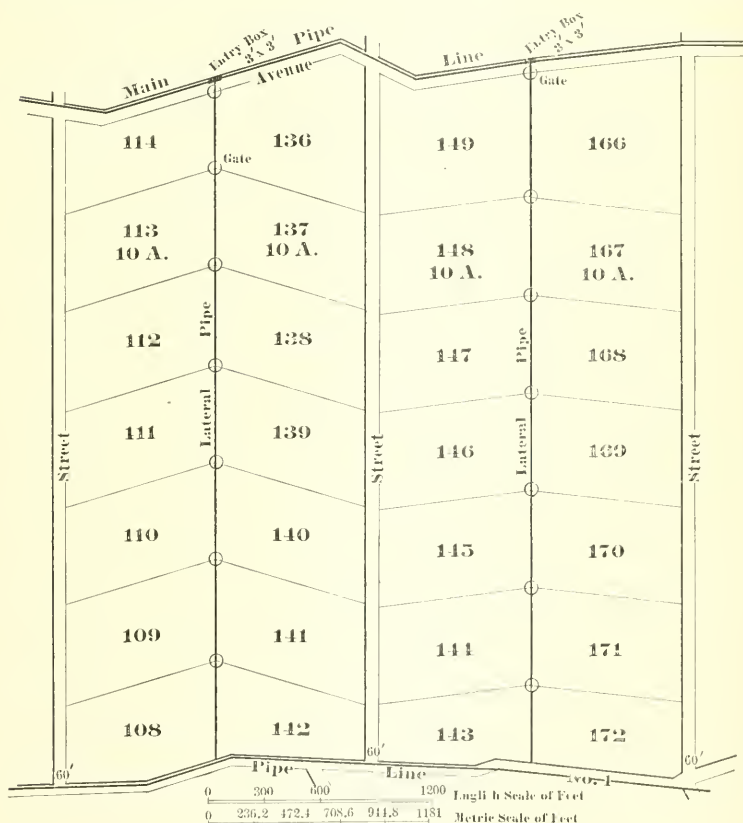 Entry Box
3' x 3'
Pipe
Entry Box
3' x 3'
Main
Avenue
Line
Gate
114
136
149
166
Gate
113
10 A.
137
10 A.
148
10 A.
167
10 A.
Pipe
Pipe
112
138
147
168
Lateral
Lateral
Street
Street
Street
111
139
146
169
110
140
145
170
109
141
144
171
108
142
143
172
60'
60'
60'
Pipe
Line
No. 1
0 300 600 1200
Scale of Feet
0 236.2 472.4 708.6 944.8 1181
Metric Scale of Feet